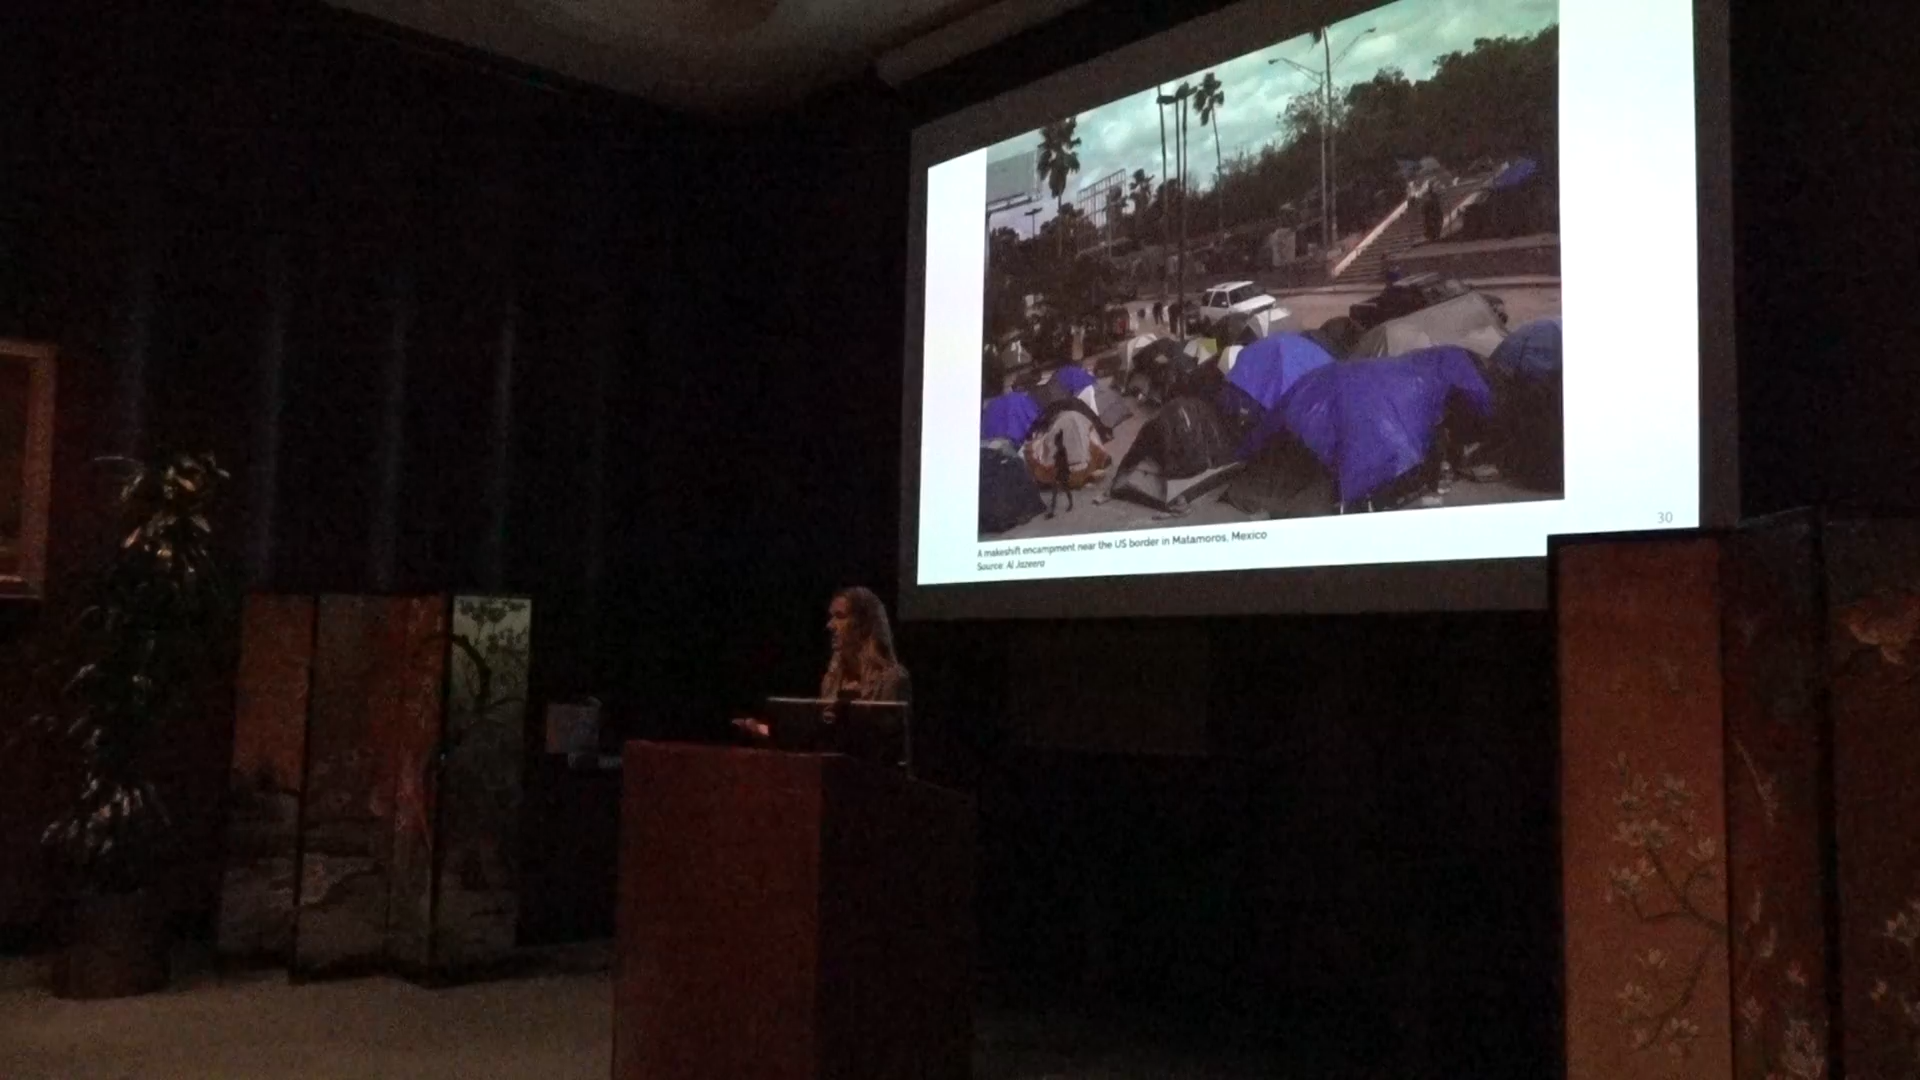 A makeshift encampment near the US border in Matamoros, Mexico
Source: Al Jazeera
30